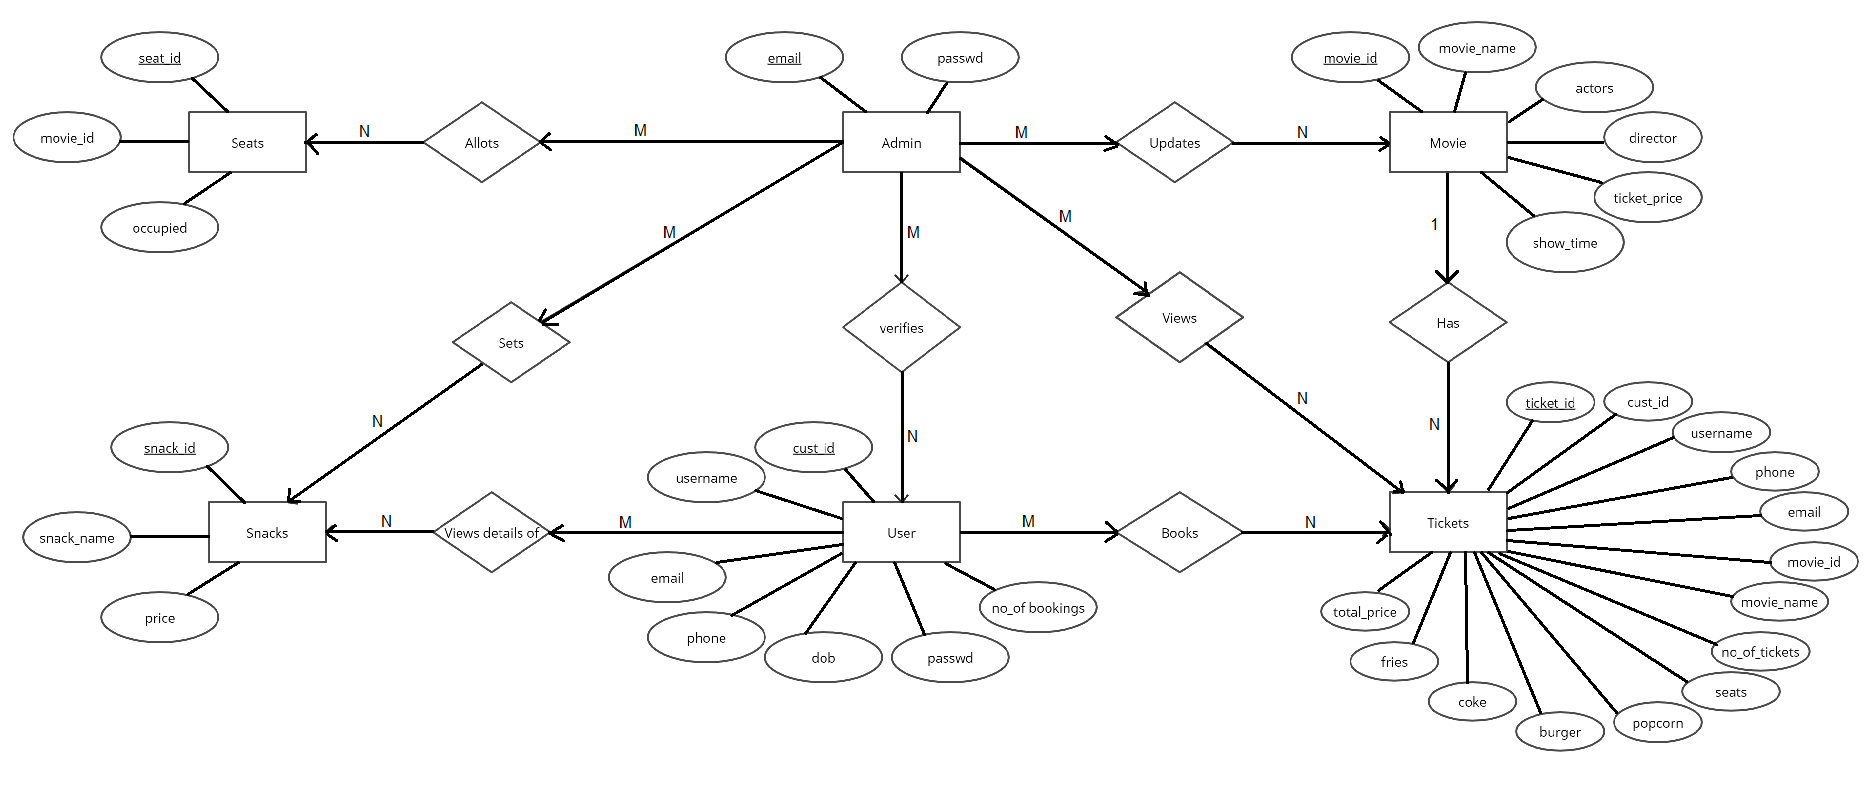 seat_id
email
passwd
movie_id
movie_name
actors
movie_id
Seats
N
Allots
M
Admin
M
Updates
N
Movie
director
ticket_price
occupied
M
M
M
1
show_time
Sets
verifies
Views
Has
N
N
N
N
ticket_id
cust_id
username
phone
email
movie_id
movie_name
no_of_tickets
seats
popcorn
burger
coke
fries
total_price
snack_id
cust_id
username
snack_name
Snacks
N
Views details of
M
User
M
Books
N
Tickets
email
no_of bookings
price
phone
dob
passwd